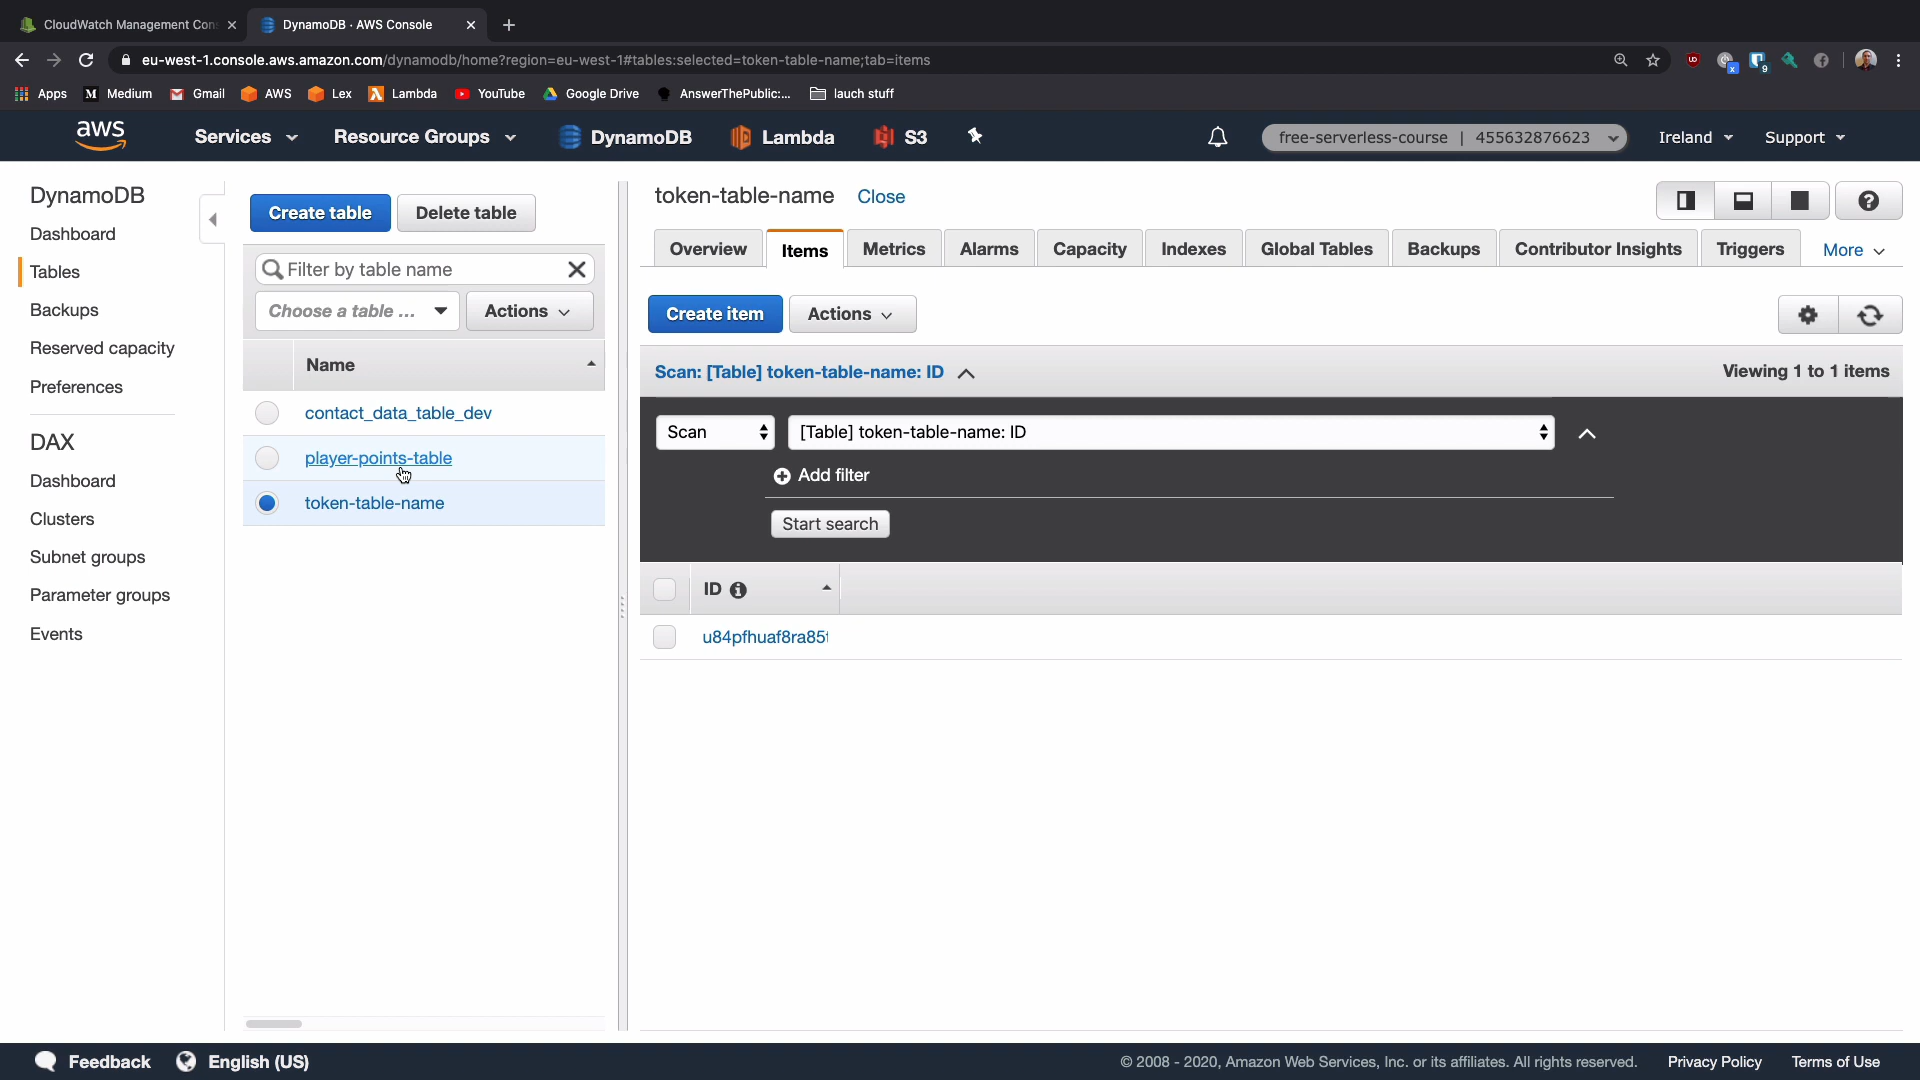 CloudWatch Management Con
DynamoDB · AWS Console
eu-west-1.console.aws.amazon.com/dynamodb/home?region=eu-west-1#tables:selected=token-table-name;tab=items
Apps
Medium
Gmail
AWS
Lex
Lambda
YouTube
Google Drive
AnswerThePublic:...
lauch stuff
aws
Services
Resource Groups
DynamoDB
Lambda
S3
free-serverless-course | 455632876623
Ireland
Support
DynamoDB
Dashboard
Tables
Backups
Reserved capacity
Preferences
DAX
Dashboard
Clusters
Subnet groups
Parameter groups
Events
Create table
Delete table
Filter by table name
Choose a table ...
Actions
Name
contact_data_table_dev
player-points-table
token-table-name
token-table-name
Close
Overview
Items
Metrics
Alarms
Capacity
Indexes
Global Tables
Backups
Contributor Insights
Triggers
More
Create item
Actions
Scan: [Table] token-table-name: ID
Viewing 1 to 1 items
Scan
[Table] token-table-name: ID
Add filter
Start search
ID
u84pfhuaf8ra85
Feedback
English (US)
© 2008 - 2020, Amazon Web Services, Inc. or its affiliates. All rights reserved.
Privacy Policy
Terms of Use